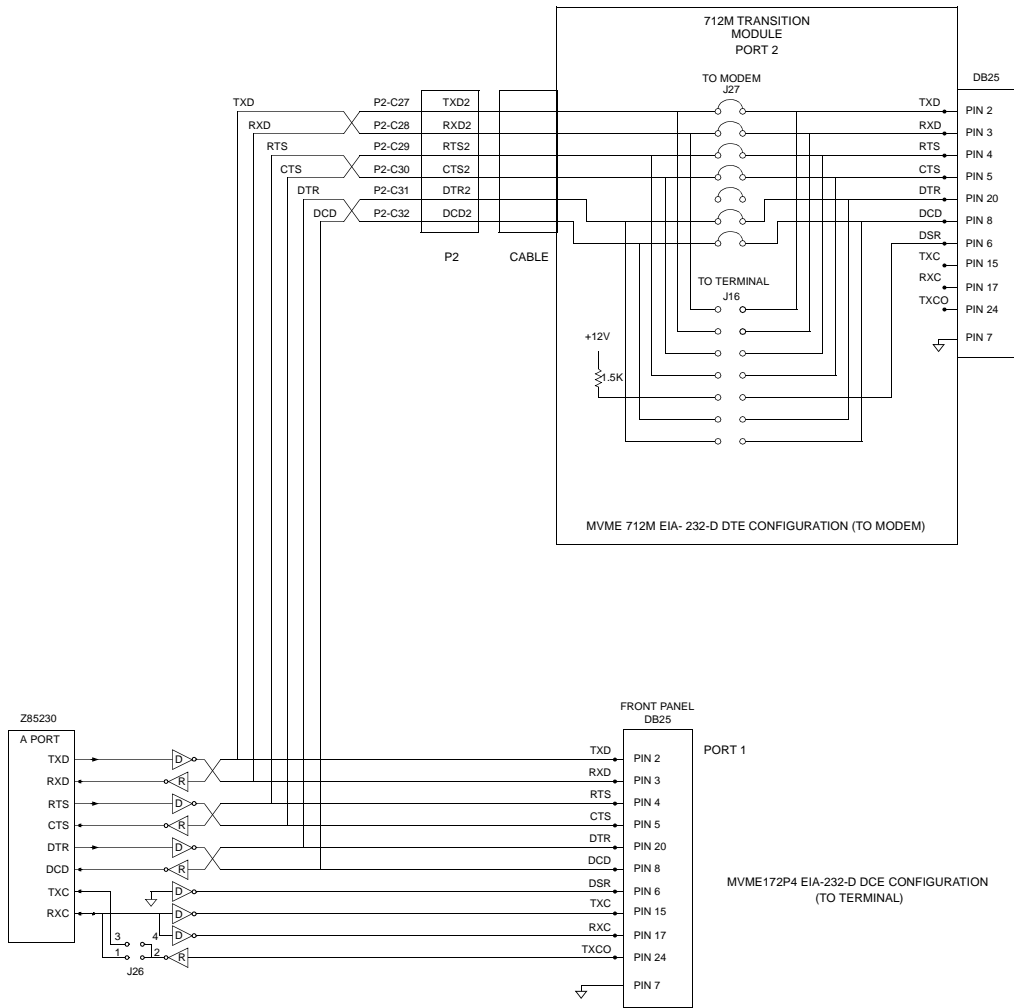 712M TRANSITION
MODULE
PORT 2
DB25
TO MODEM
J27
TXD P2-C27 TXD2 TXD PIN 2
RXD P2-C28 RXD2 RXD PIN 3
RTS P2-C29 RTS2 RTS PIN 4
CTS P2-C30 CTS2 CTS PIN 5
DTR P2-C31 DTR2 DTR PIN 20
DCD P2-C32 DCD2 DCD PIN 8
DSR PIN 6
P2 CABLE
TXC PIN 15
TO TERMINAL
J16
RXC PIN 17
TXCO PIN 24
+12V
PIN 7
1.5K
MVME 712M EIA- 232-D DTE CONFIGURATION (TO MODEM)
Z85230
FRONT PANEL
DB25
A PORT
PORT 1
TXD D TXD PIN 2
RXD R RXD PIN 3
RTS D RTS PIN 4
CTS R CTS PIN 5
DTR D DTR PIN 20
DCD R DCD PIN 8
TXC D DSR PIN 6
RXC D TXC PIN 15
3 4 D RXC PIN 17
1 2 R TXCO PIN 24
J26
PIN 7
MVME172P4 EIA-232-D DCE CONFIGURATION
(TO TERMINAL)